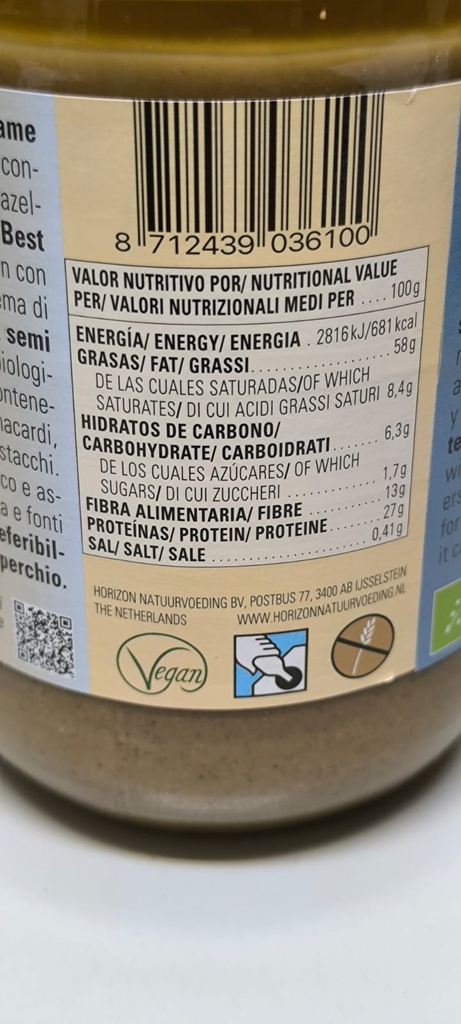 ame
con-
azel-
Best
n con
ma di
semi
iologi-
ntene-
acardi,
stacchi.
co e as-
a e fonti
eferibil-
perchio.
8 712439 036100
VALOR NUTRITIVO POR/ NUTRITIONAL VALUE
PER/ VALORI NUTRIZIONALI MEDI PER .... 100g
ENERGÍA/ ENERGY/ ENERGIA . 2816kJ/681kcal
GRASAS/ FAT/ GRASSI.................... 58g
DE LAS CUALES SATURADAS/OF WHICH
SATURATES/ DI CUI ACIDI GRASSI SATURI 8,4g
HIDRATOS DE CARBONO/
CARBOHYDRATE/ CARBOIDRATI....... 6,3g
DE LOS CUALES AZÚCARES/ OF WHICH
SUGARS/ DI CUI ZUCCHERI ............ 1,7g
FIBRA ALIMENTARIA/ FIBRE ............ 13g
PROTEÍNAS/ PROTEIN/ PROTEINE ........ 27g
SAL/ SALT/ SALE ....................... 0,41g
HORIZON NATUURVOEDING BV, POSTBUS 77, 3400 AB IJSSELSTEIN
THE NETHERLANDS WWW.HORIZONNATUURVOEDING.NL
Vegan